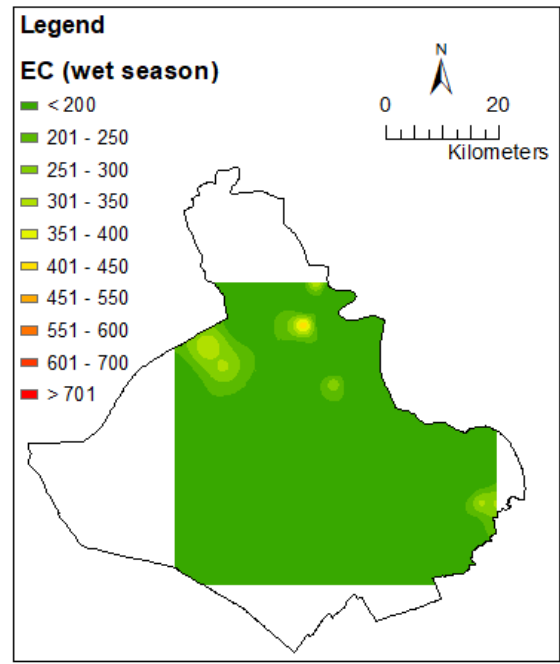 Legend
EC (wet season)
< 200
201 - 250
251 - 300
301 - 350
351 - 400
401 - 450
451 - 550
551 - 600
601 - 700
> 701
N
0 20
Kilometers